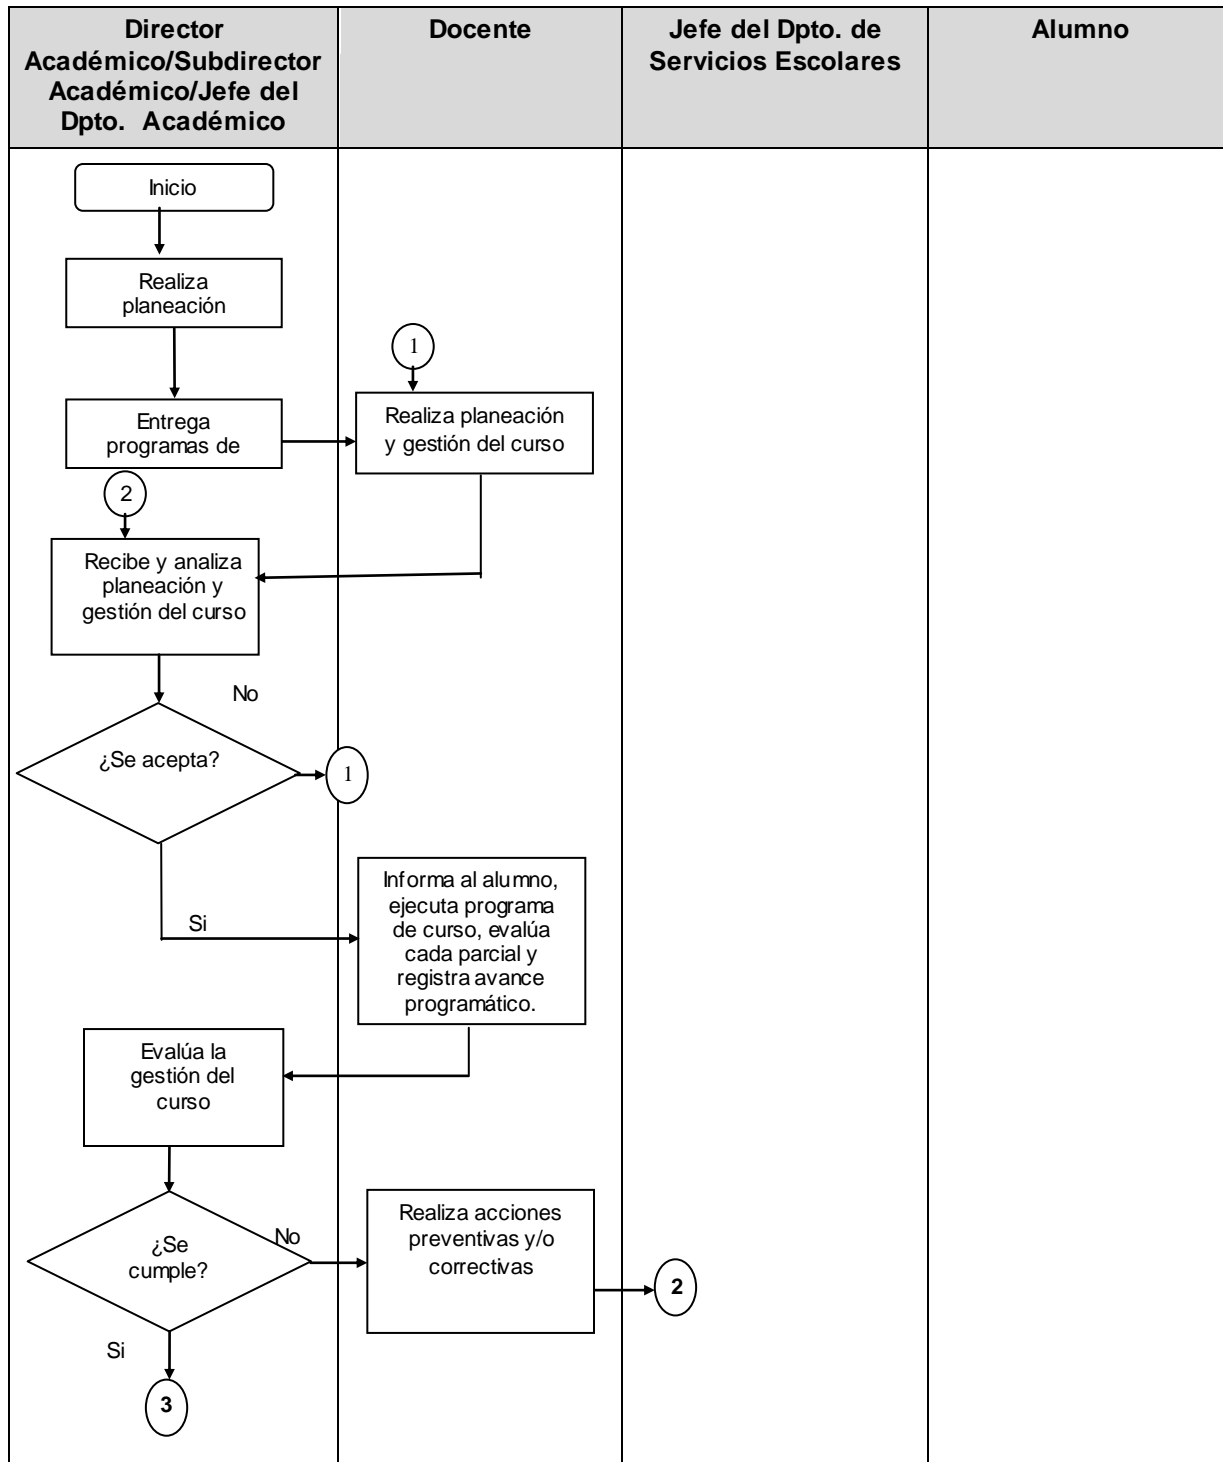 Director
Académico/Subdirector
Académico/Jefe del
Dpto. Académico
Docente
Jefe del Dpto. de
Servicios Escolares
Alumno
Inicio
Realiza
planeación
1
Entrega
programas de
Realiza planeación
y gestión del curso
2
Recibe y analiza
planeación y
gestión del curso
No
¿Se acepta?
1
Informa al alumno,
ejecuta programa
de curso, evalúa
cada parcial y
registra avance
programático.
Si
Evalúa la
gestión del
curso
¿Se
cumple?
No
Realiza acciones
preventivas y/o
correctivas
2
Si
3